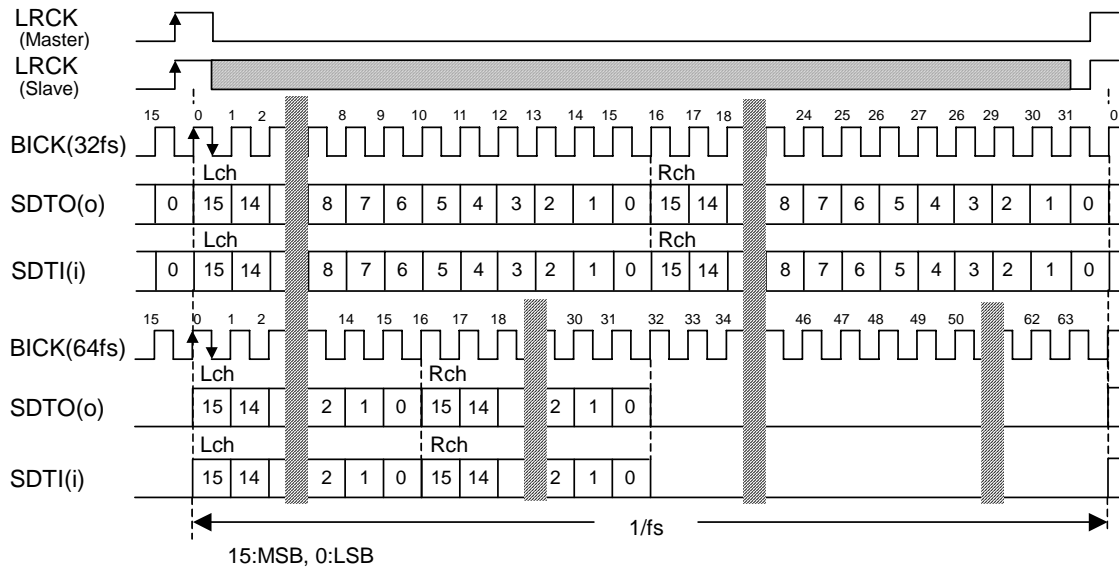 LRCK
(Master)
LRCK
(Slave)
15 0 1 2 8 9 10 11 12 13 14 15 16 17 18 24 25 26 26 27 29 30 31 0
BICK(32fs)
Lch Rch
SDTO(o) 0 15 14 8 7 6 5 4 3 2 1 0 15 14 8 7 6 5 4 3 2 1 0
Lch Rch
SDTI(i) 0 15 14 8 7 6 5 4 3 2 1 0 15 14 8 7 6 5 4 3 2 1 0
15 0 1 2 14 15 16 17 18 30 31 32 33 34 46 47 48 49 50 62 63
BICK(64fs)
Lch Rch
SDTO(o) 15 14 2 1 0 15 14 2 1 0
Lch Rch
SDTI(i) 15 14 2 1 0 15 14 2 1 0
1/fs
15:MSB, 0:LSB